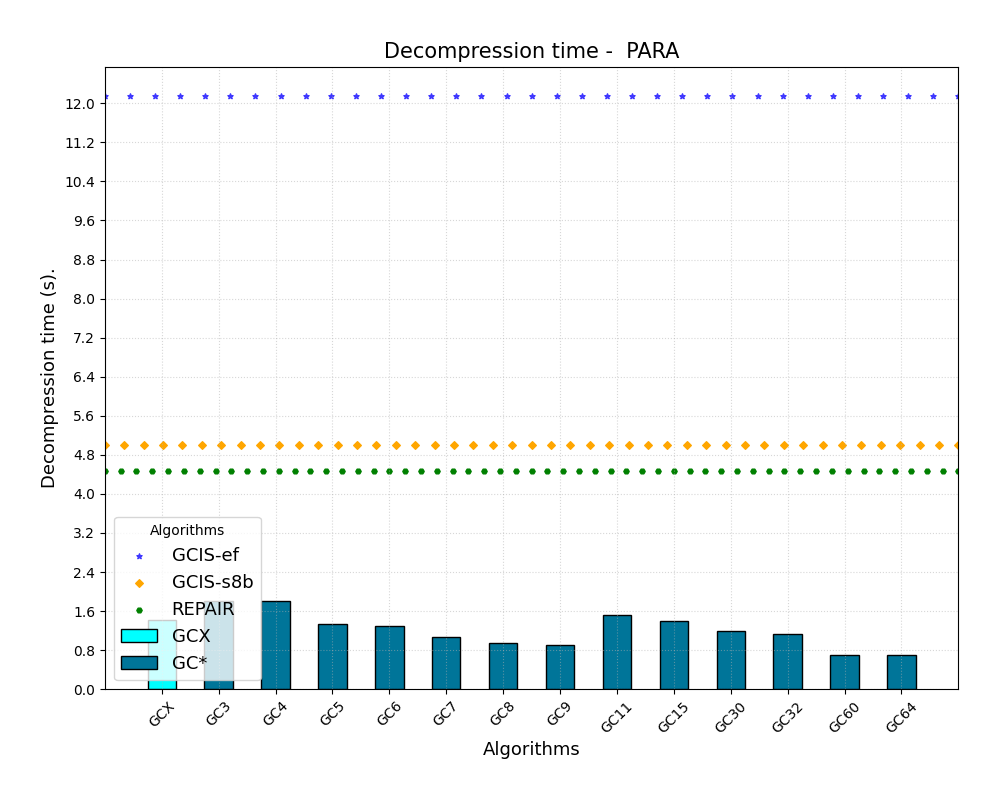 Decompression time -  PARA
12.0
11.2
10.4
9.6
8.8
8.0
7.2
6.4
5.6
4.8
4.0
3.2
2.4
1.6
0.8
0.0
Decompression time (s).
Algorithms
GCIS-ef
GCIS-s8b
REPAIR
GCX
GC*
GCX GC3 GC4 GC5 GC6 GC7 GC8 GC9 GC11 GC15 GC30 GC32 GC60 GC64
Algorithms